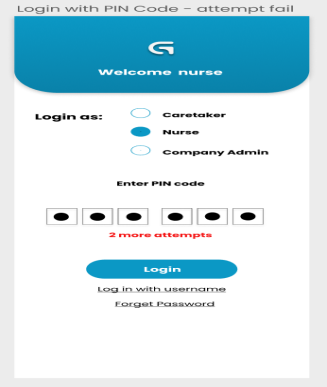 Login with PIN Code - attempt fail
Welcome nurse
Login as:
Caretaker
Nurse
Company Admin
Enter PIN code
2 more attempts
Login
Log in with username
Forget Password